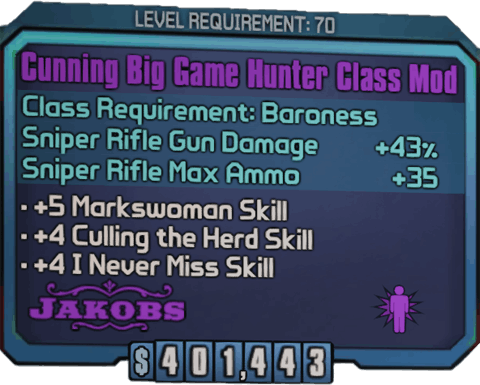 LEVEL REQUIREMENT: 70
Cunning Big Game Hunter Class Mod
Class Requirement: Baroness
Sniper Rifle Gun Damage +43%
Sniper Rifle Max Ammo +35
• +5 Markswoman Skill
• +4 Culling the Herd Skill
• +4 I Never Miss Skill
JAKOBS
$401,443